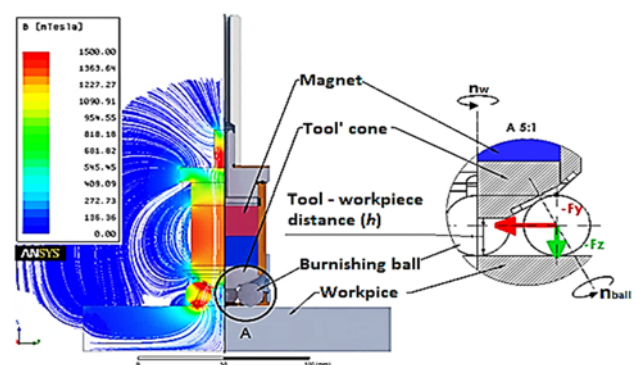 B [mTesla]
1500.00
1363.64
1227.27
1090.91
954.55
818.18
681.82
545.45
409.09
272.73
136.36
0.00
ANSYS
Magnet
Tool' cone
Tool - workpiece
distance (h)
Burnishing ball
Workpice
A
nw
A 5:1
-Fy
-Fz
nball
0